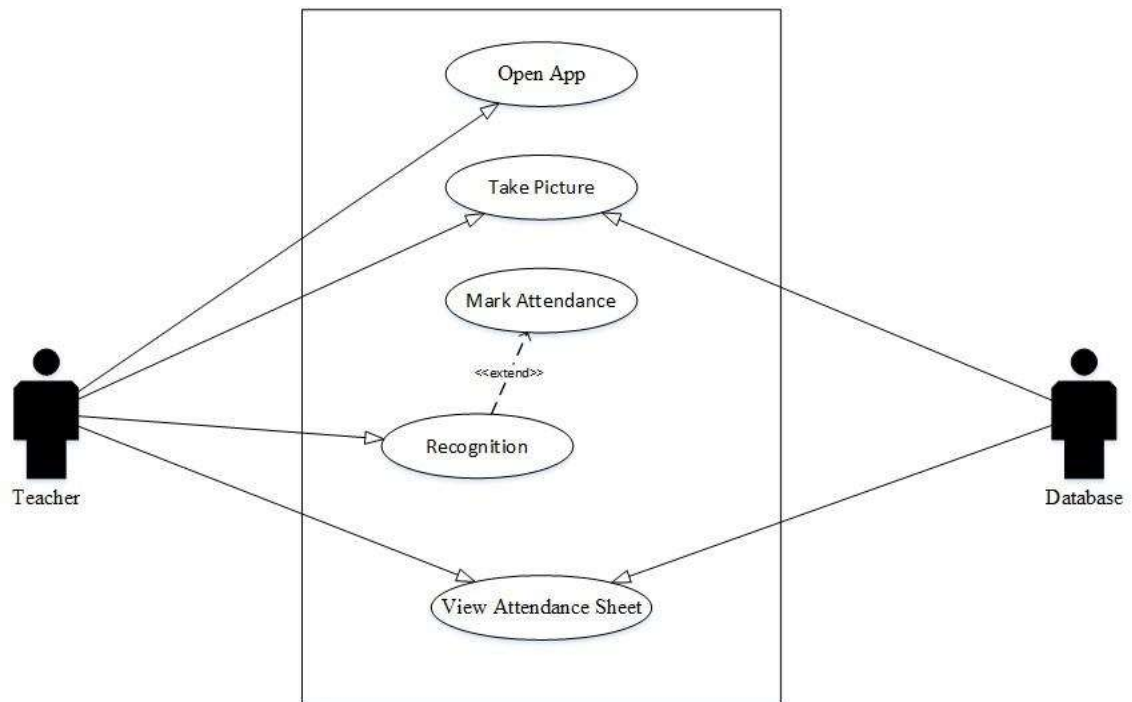 Open App
Take Picture
Mark Attendance
<<extend>>
Recognition
Teacher
Database
View Attendance Sheet